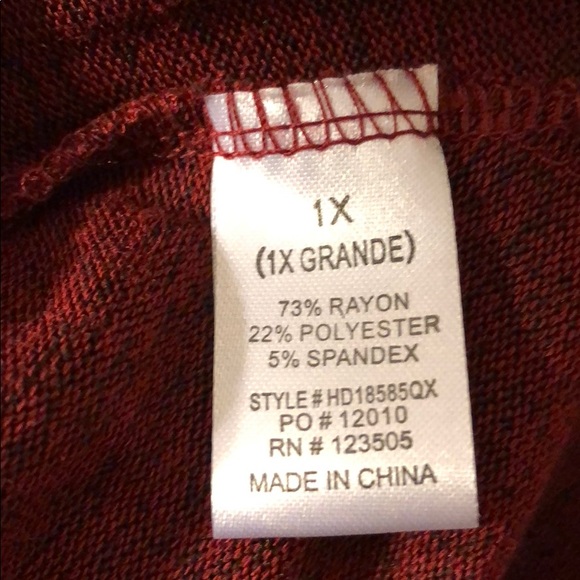 1X
(1X GRANDE)
73% RAYON
22% POLYESTER
5% SPANDEX
STYLE # HD18585QX
PO # 12010
RN # 123505
MADE IN CHINA